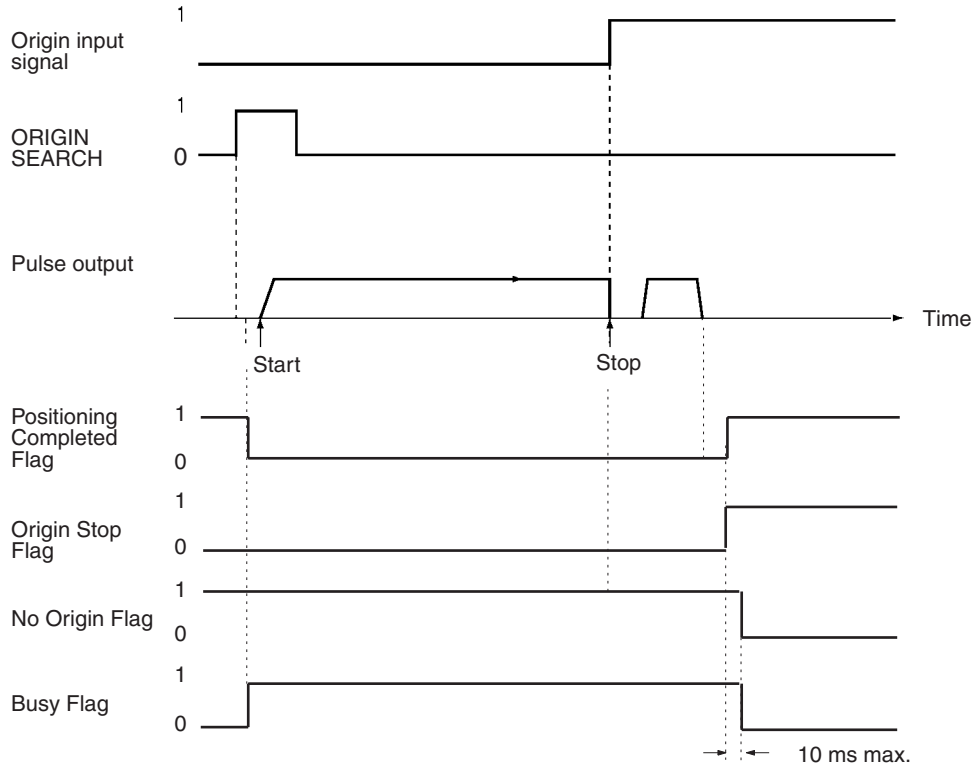 1
Origin input
signal
1
ORIGIN
SEARCH
0
Pulse output
Time
Start
Stop
Positioning
Completed
Flag
1
0
1
Origin Stop
Flag
0
1
No Origin Flag
0
1
Busy Flag
0
10 ms max.